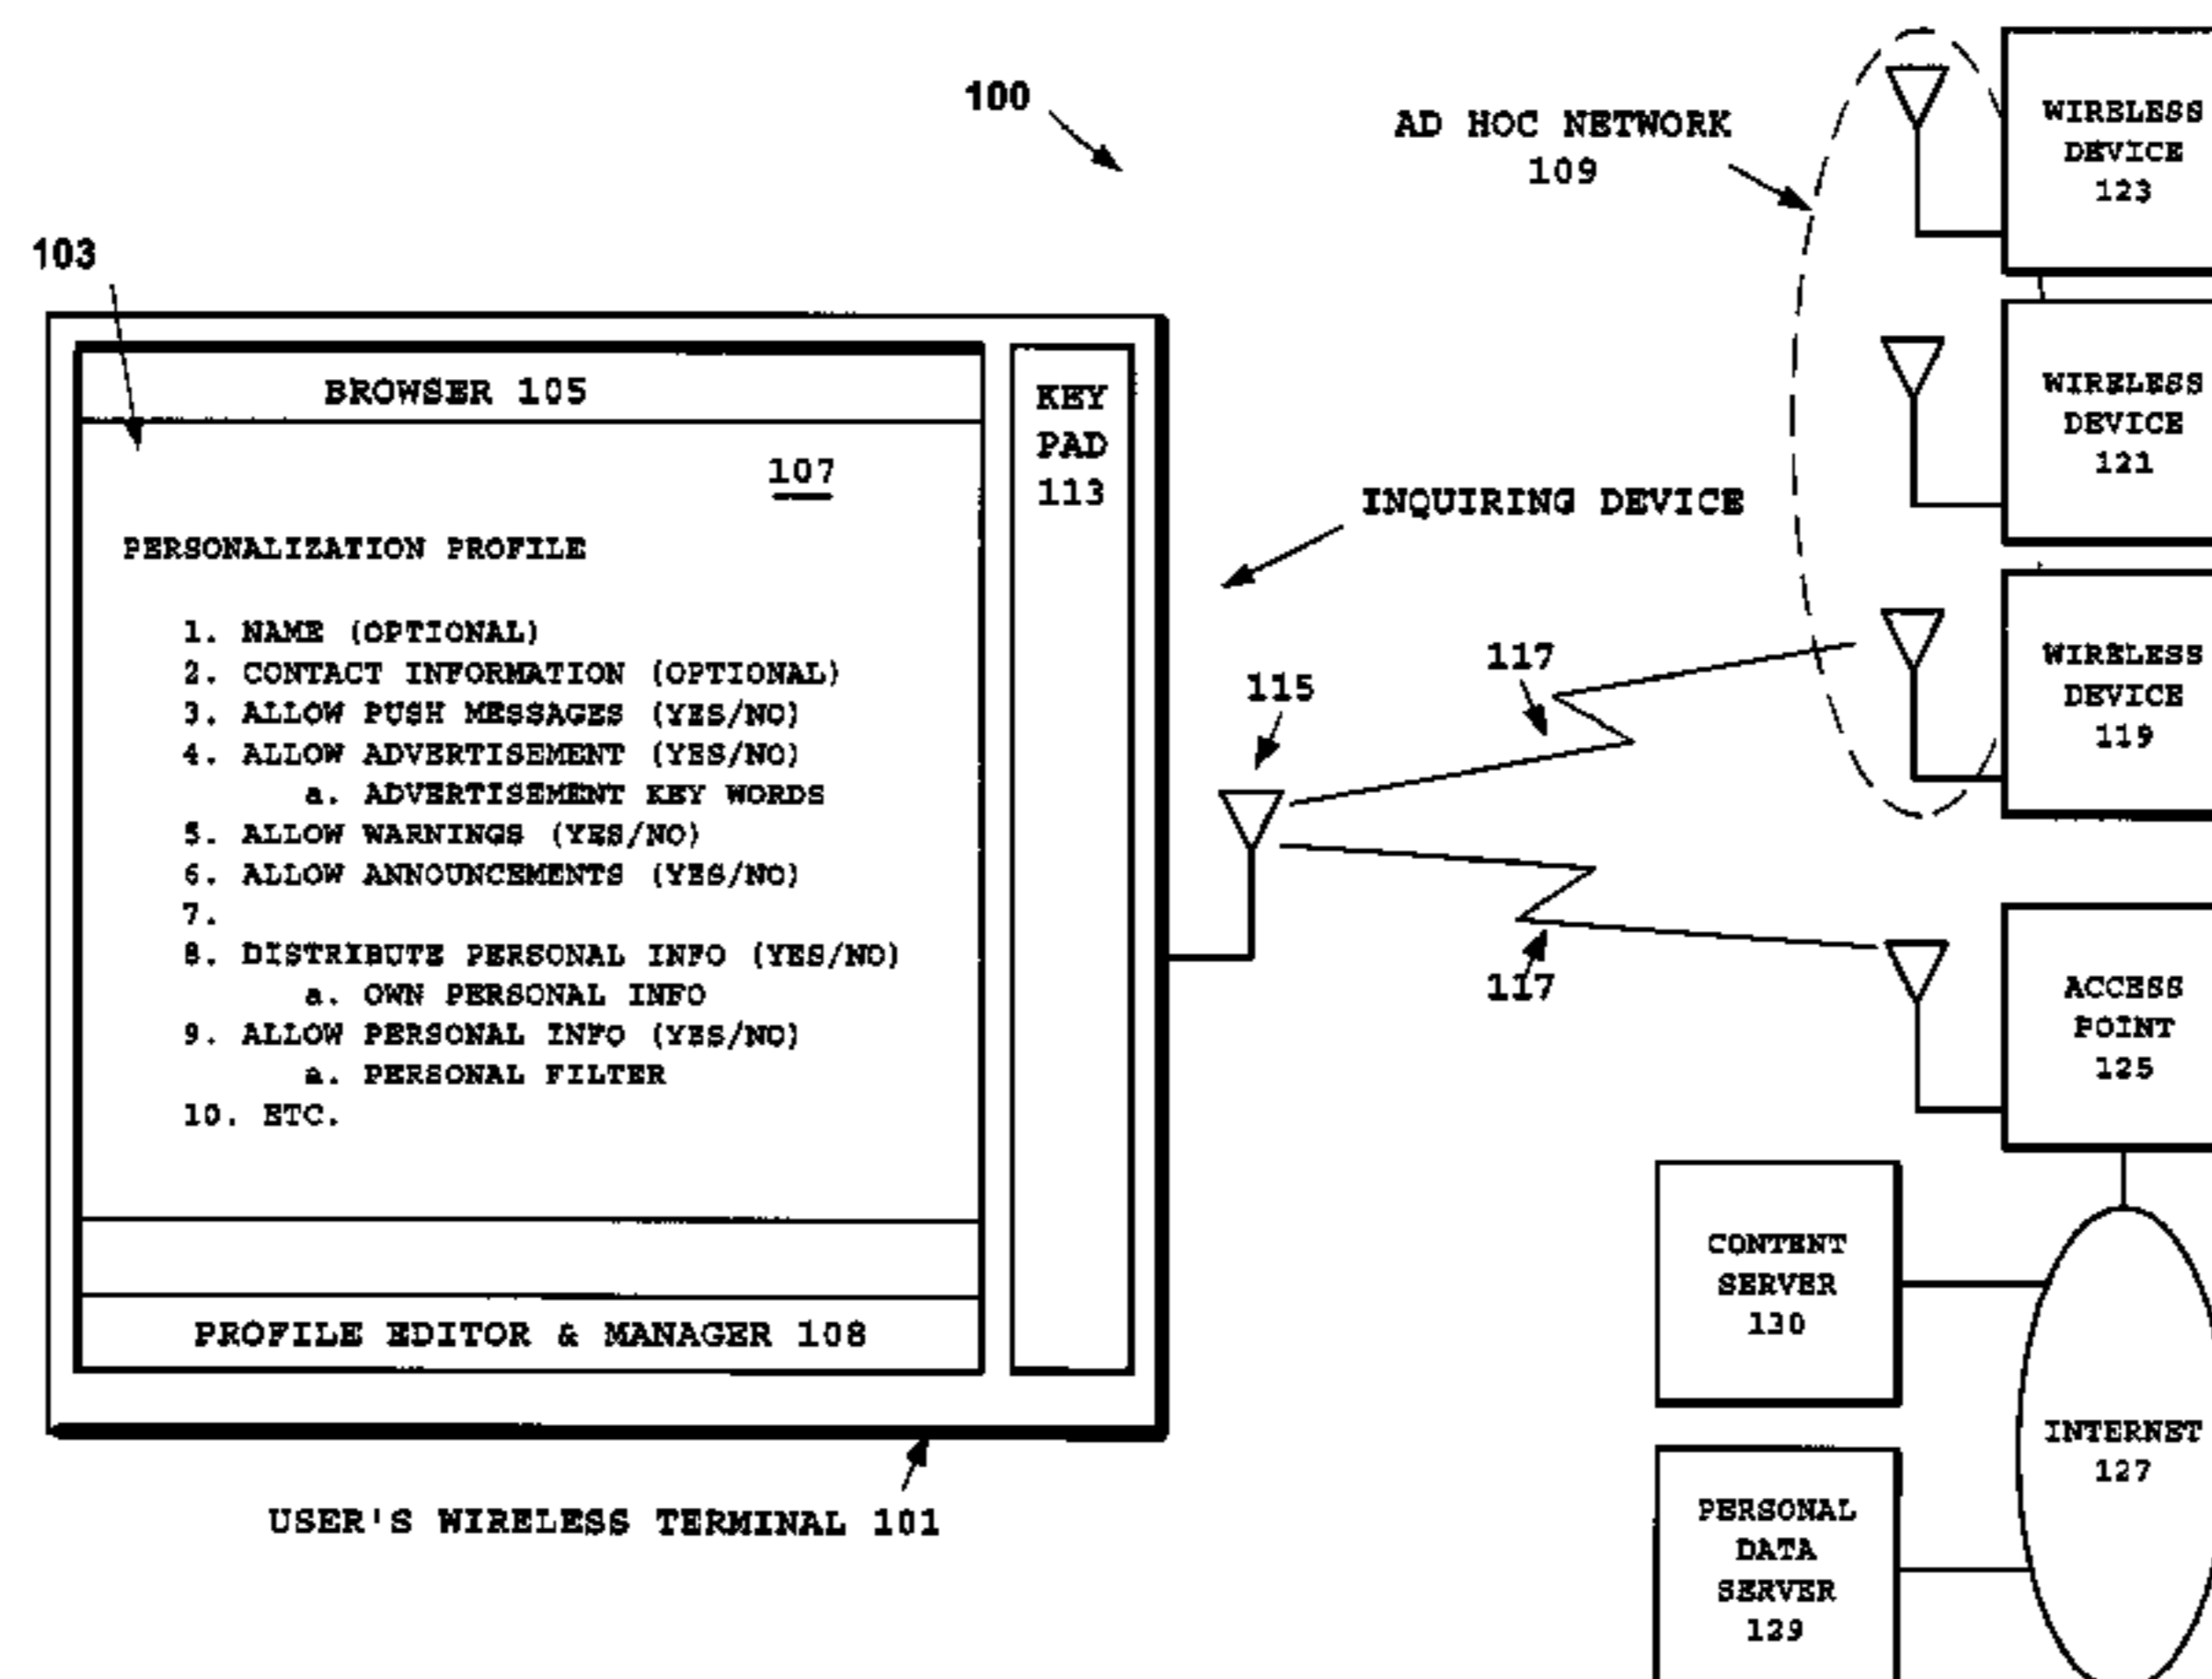 100
AD HOC NETWORK
109
WIRELESS
DEVICE
123
103
BROWSER 105
KEY
PAD
113
107
PERSONALIZATION PROFILE
1. NAME (OPTIONAL)
2. CONTACT INFORMATION (OPTIONAL)
3. ALLOW PUSH MESSAGES (YES/NO)
4. ALLOW ADVERTISEMENT (YES/NO)
a. ADVERTISEMENT KEY WORDS
5. ALLOW WARNINGS (YES/NO)
6. ALLOW ANNOUNCEMENTS (YES/NO)
7.
8. DISTRIBUTE PERSONAL INFO (YES/NO)
a. OWN PERSONAL INFO
9. ALLOW PERSONAL INFO (YES/NO)
a. PERSONAL FILTER
10. ETC.
PROFILE EDITOR & MANAGER 108
USER'S WIRELESS TERMINAL 101
INQUIRING DEVICE
115
117
117
WIRELESS
DEVICE
121
WIRELESS
DEVICE
119
ACCESS
POINT
125
CONTENT
SERVER
130
INTERNET
127
PERSONAL
DATA
SERVER
129